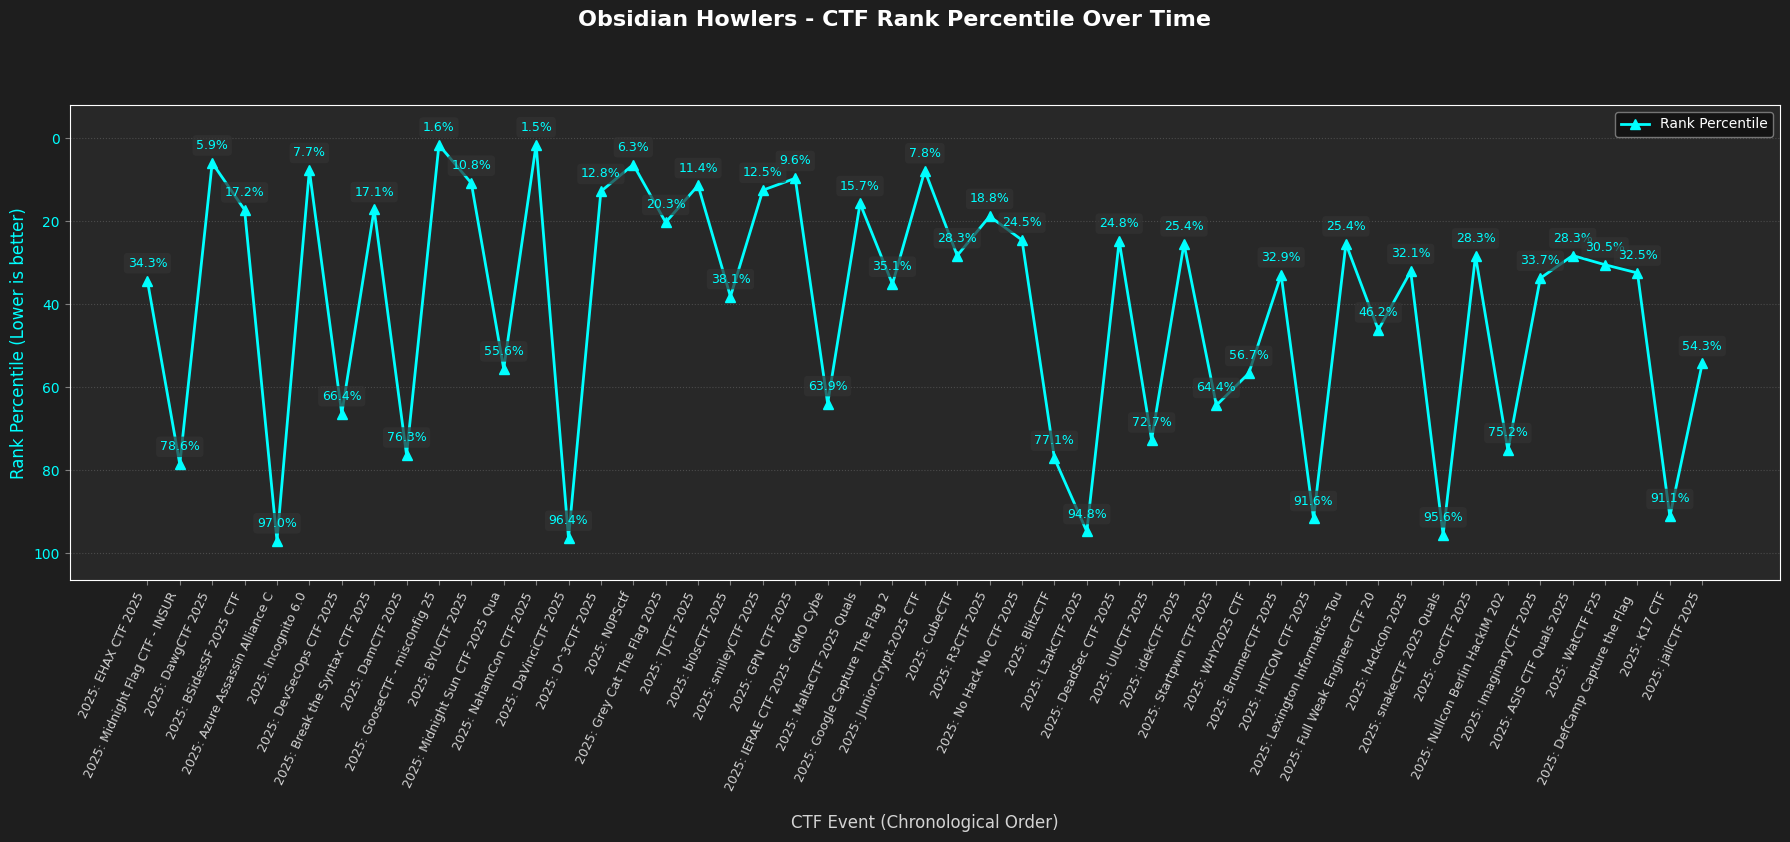 Obsidian Howlers - CTF Rank Percentile Over Time
Rank Percentile
Rank Percentile (Lower is better)
0
20
40
60
80
100
34.3%
78.6%
5.9%
17.2%
97.0%
7.7%
66.4%
17.1%
76.3%
1.6%
10.8%
55.6%
1.5%
96.4%
12.8%
6.3%
20.3%
11.4%
38.1%
12.5%
9.6%
63.9%
15.7%
35.1%
7.8%
28.3%
18.8%
24.5%
77.1%
94.8%
24.8%
72.7%
25.4%
64.4%
56.7%
32.9%
91.6%
25.4%
46.2%
32.1%
95.6%
28.3%
75.2%
33.7%
28.3%
30.5%
32.5%
91.1%
54.3%
2025: EHAX CTF 2025
2025: Midnight Flag CTF - INSUR
2025: DawgCTF 2025
2025: BSidesSF 2025 CTF
2025: Azure Assassin Alliance C
2025: Incognito 6.0
2025: DevSecOps CTF 2025
2025: Break the Syntax CTF 2025
2025: DamCTF 2025
2025: GooseCTF - misc0nfig 25
2025: BYUCTF 2025
2025: Midnight Sun CTF 2025 Qua
2025: NahamCon CTF 2025
2025: DaVinciCTF 2025
2025: D^3CTF 2025
2025: N0PSctf
2025: Grey Cat The Flag 2025
2025: TJCTF 2025
2025: bi0sCTF 2025
2025: smileyCTF 2025
2025: GPN CTF 2025
2025: IERAE CTF 2025 - GMO Cybe
2025: MaltaCTF 2025 Quals
2025: Google Capture The Flag 2
2025: Junior.Crypt.2025 CTF
2025: CubeCTF
2025: R3CTF 2025
2025: No Hack No CTF 2025
2025: BlitzCTF
2025: L3akCTF 2025
2025: DeadSec CTF 2025
2025: UIUCTF 2025
2025: idekCTF 2025
2025: Startpwn CTF 2025
2025: WHY2025 CTF
2025: BrunnerCTF 2025
2025: HITCON CTF 2025
2025: Lexington Informatics Tou
2025: Full Weak Engineer CTF 20
2025: h4ckc0n 2025
2025: snakeCTF 2025 Quals
2025: corCTF 2025
2025: Nullcon Berlin HackIM 202
2025: ImaginaryCTF 2025
2025: ASIS CTF Quals 2025
2025: WatCTF F25
2025: DefCamp Capture the Flag
2025: K17 CTF
2025: jailCTF 2025
CTF Event (Chronological Order)